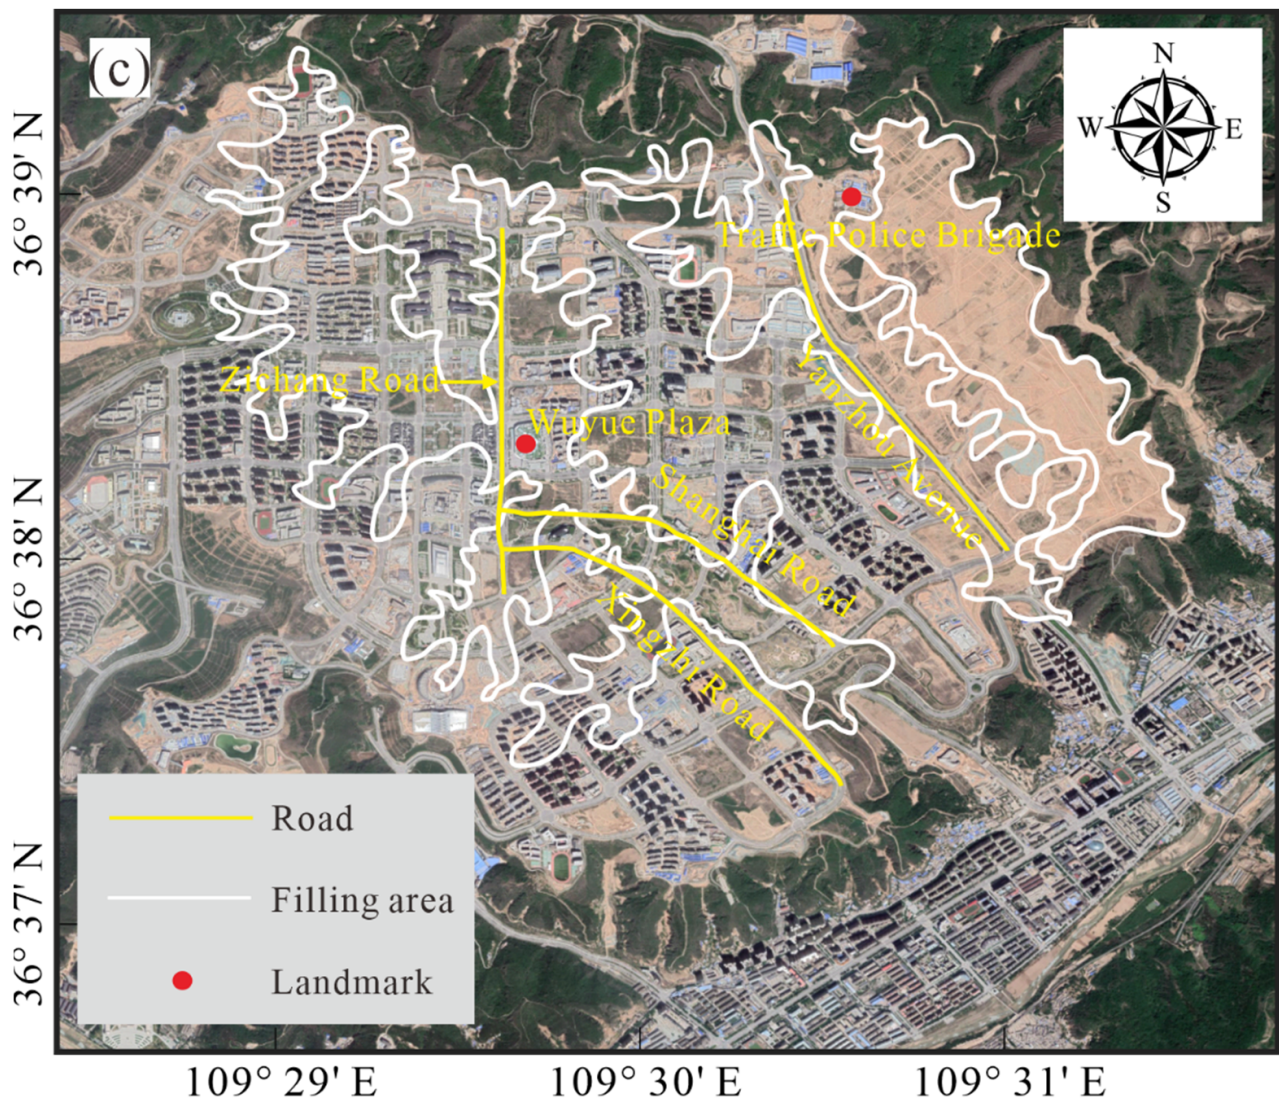 (c)
N
W E
S
36° 39' N
36° 38' N
36° 37' N
Traffic Police Brigade
Zichang Road
Wuyue Plaza
Yanzhou Avenue
Shanghai Road
Xingzhi Road
Road
Filling area
Landmark
109° 29' E 109° 30' E 109° 31' E